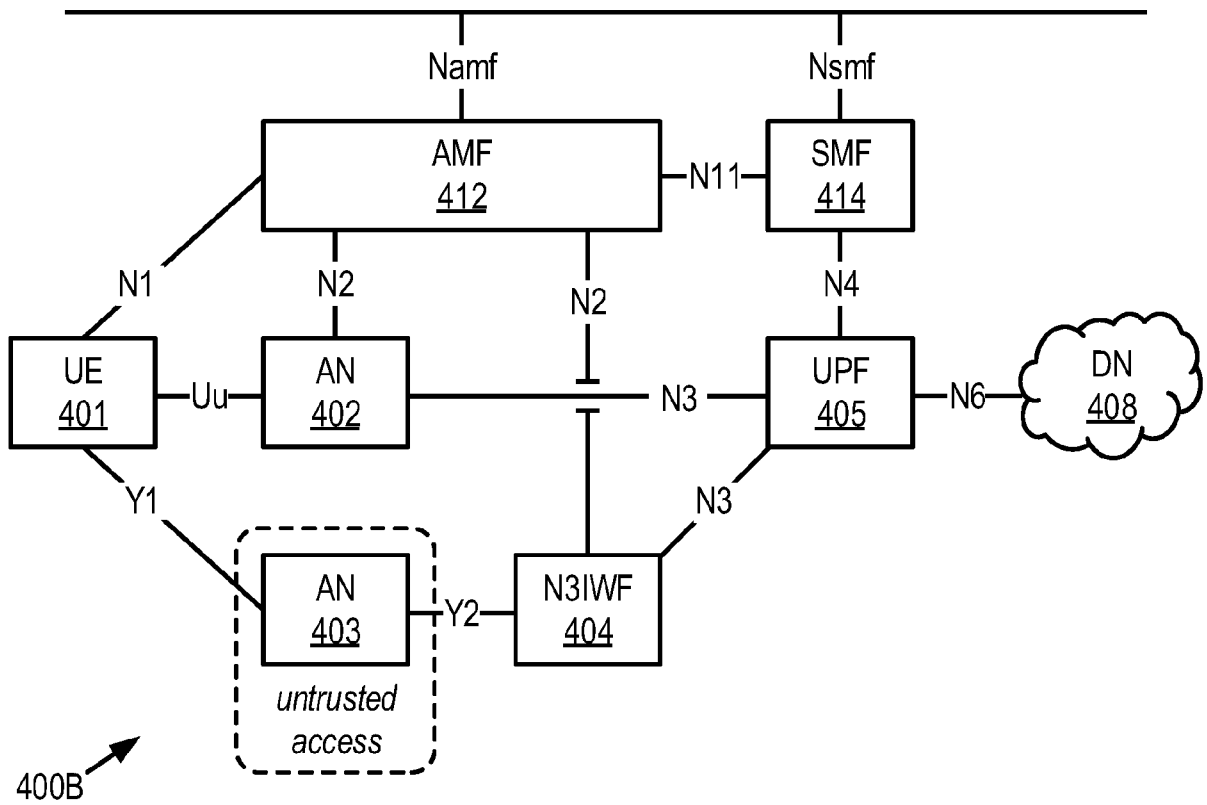 Namf
Nsmf
AMF
412
N11
SMF
414
N1
N2
N2
N4
UE
401
Uu
AN
402
N3
UPF
405
N6
DN
408
Y1
N3
AN
403
Y2
N3IWF
404
untrusted
access
400B